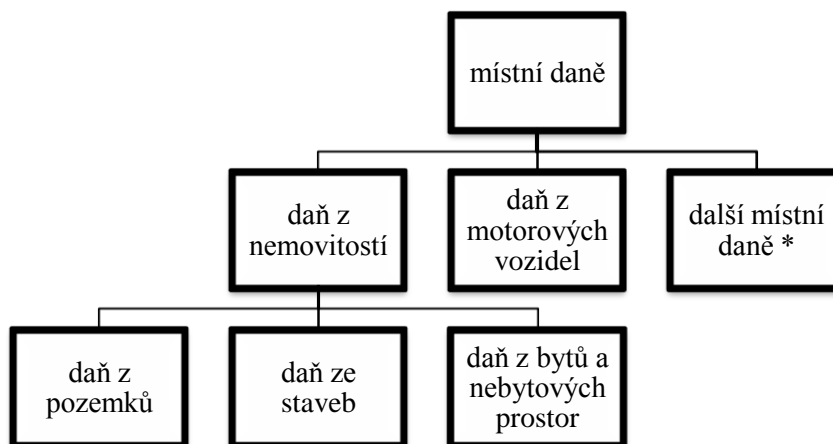 místní daně
daň z
nemovitostí
daň z
motorových
vozidel
další místní
daně *
daň z
pozemků
daň ze
staveb
daň z bytů a
nebytových
prostor